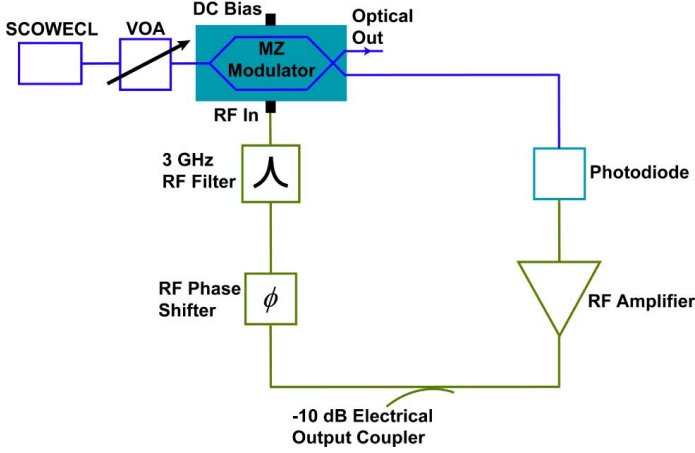 DC Bias
Optical
Out
SCOWECL
VOA
MZ
Modulator
RF In
3 GHz
RF Filter
Photodiode
RF Phase
Shifter
ϕ
RF Amplifier
-10 dB Electrical
Output Coupler